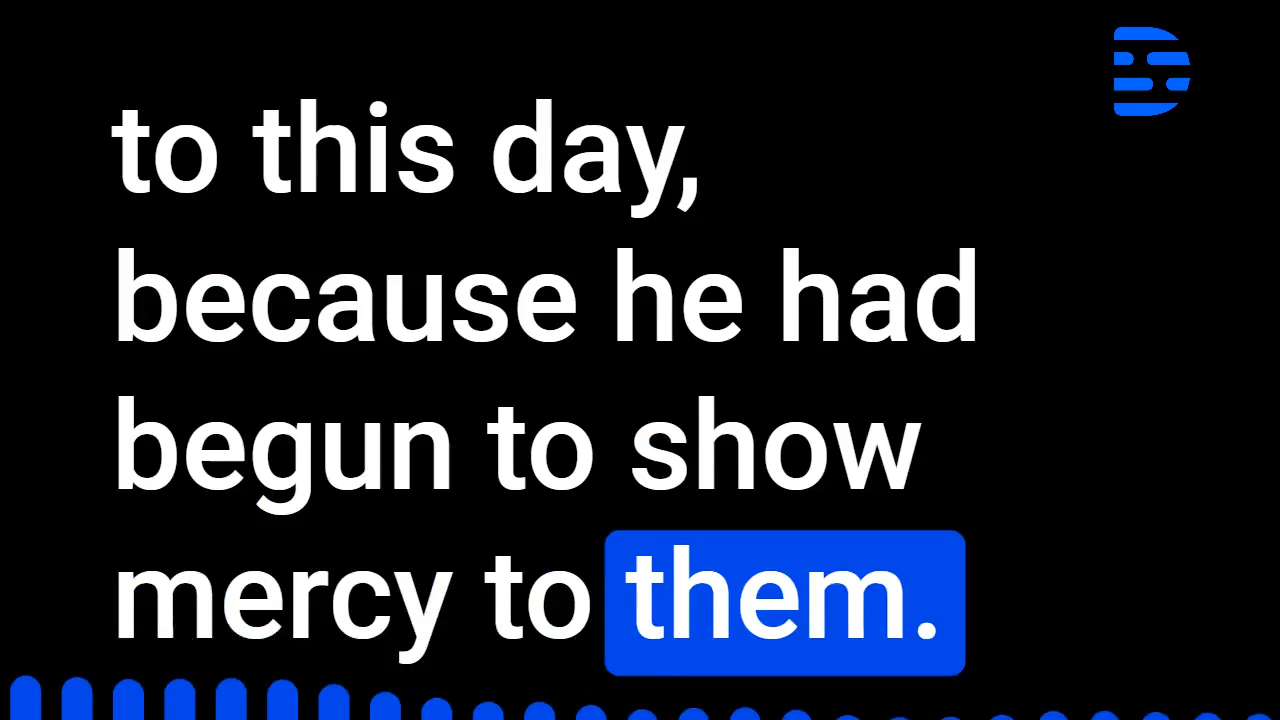 to this day,
because he had
begun to show
mercy to them.